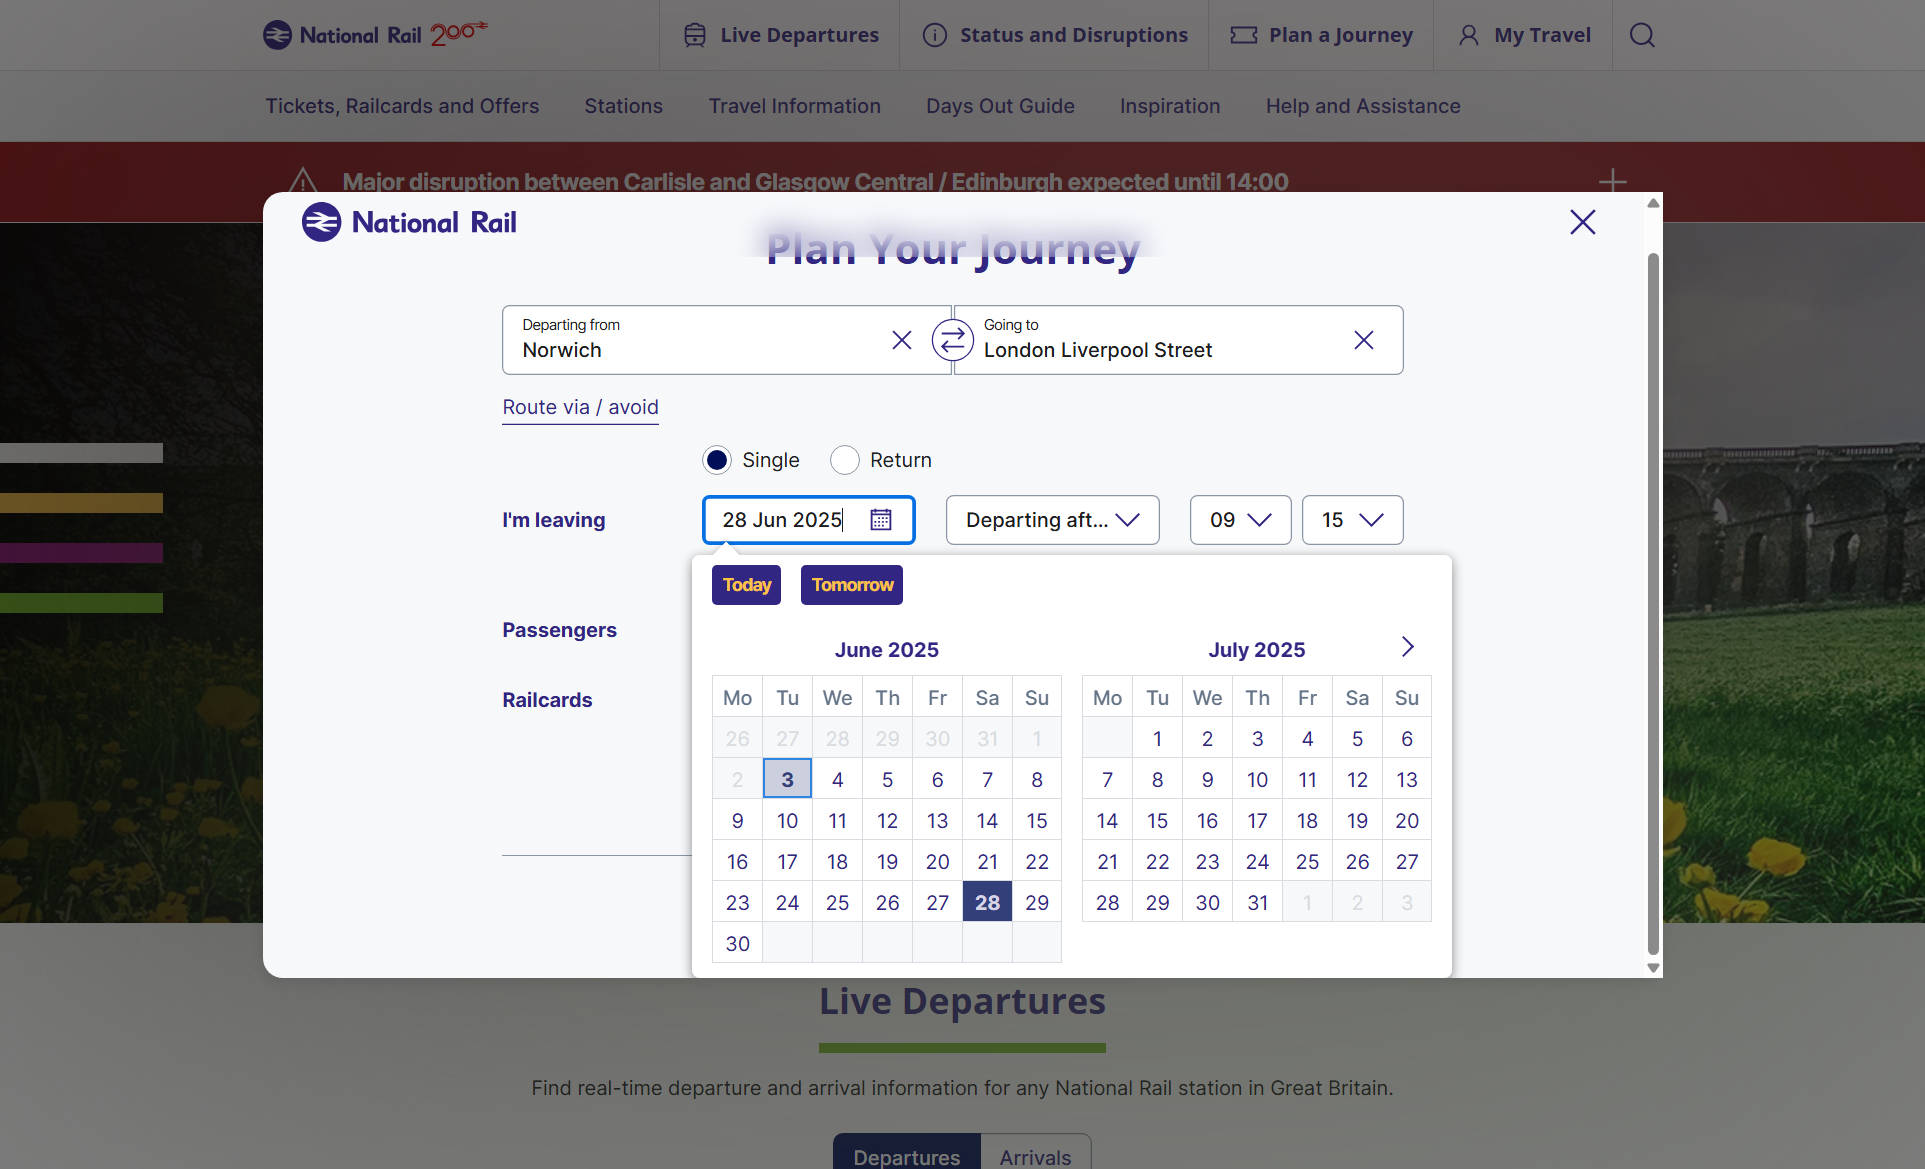 National Rail 200
Live Departures
Status and Disruptions
Plan a Journey
My Travel
Tickets, Railcards and Offers
Stations
Travel Information
Days Out Guide
Inspiration
Help and Assistance
Major disruption between Carlisle and Glasgow Central / Edinburgh expected until 14:00
National Rail
Plan Your Journey
Departing from
Norwich
Going to
London Liverpool Street
Route via / avoid
Single
Return
I'm leaving
28 Jun 2025
Departing aft...
09
15
Today
Tomorrow
Passengers
Railcards
June 2025
Mo Tu We Th Fr Sa Su
26 27 28 29 30 31 1
2 3 4 5 6 7 8
9 10 11 12 13 14 15
16 17 18 19 20 21 22
23 24 25 26 27 28 29
30
July 2025
Mo Tu We Th Fr Sa Su
1 2 3 4 5 6
7 8 9 10 11 12 13
14 15 16 17 18 19 20
21 22 23 24 25 26 27
28 29 30 31 1 2 3
Live Departures
Find real-time departure and arrival information for any National Rail station in Great Britain.
Departures
Arrivals